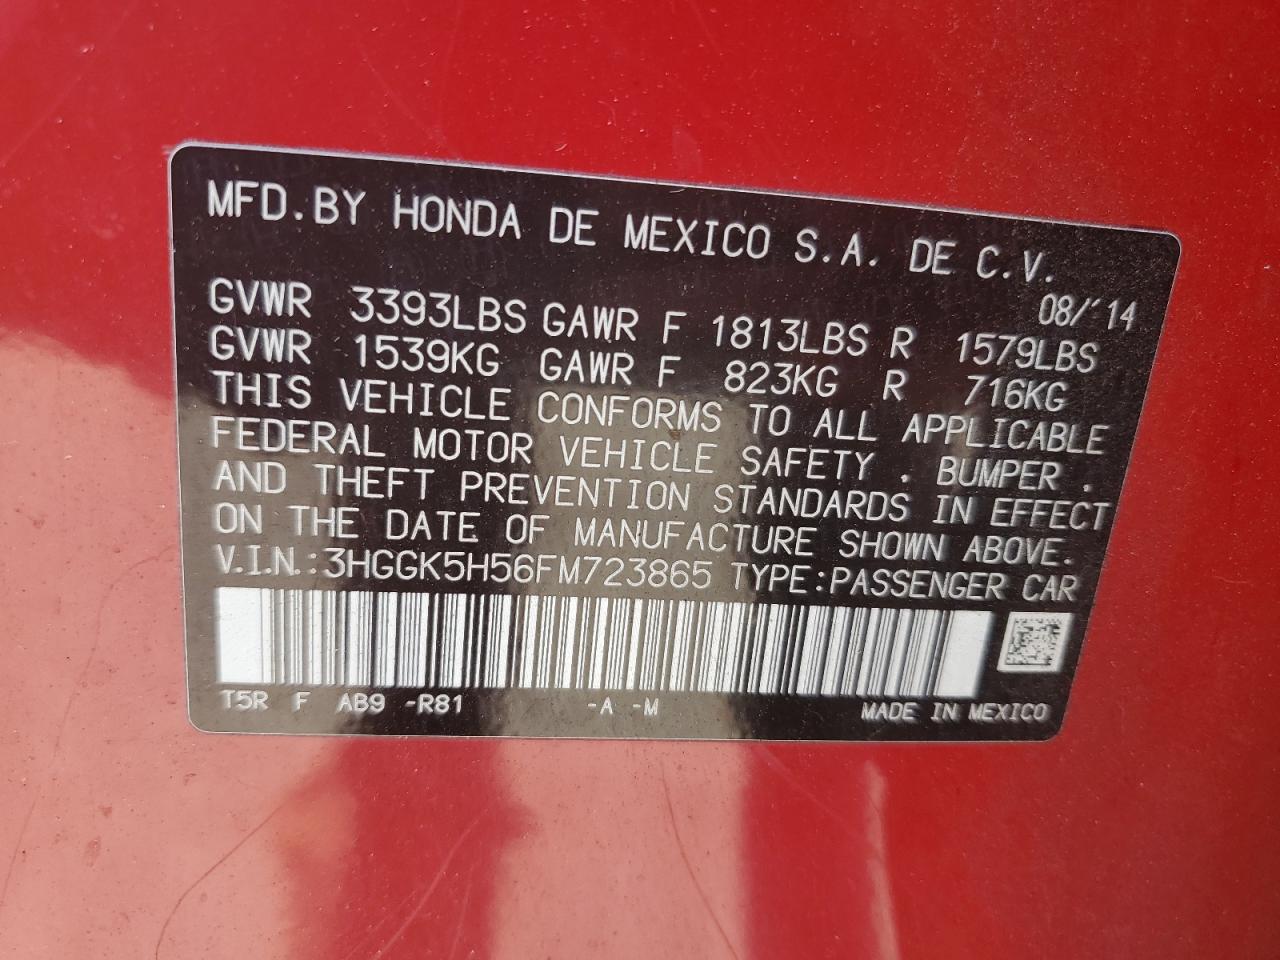 MFD.BY HONDA DE MEXICO S.A. DE C.V.
08/'14
GVWR 3393LBS GAWR F 1813LBS R 1579LBS
GVWR 1539KG GAWR F 823KG R 716KG
THIS VEHICLE CONFORMS TO ALL APPLICABLE
FEDERAL MOTOR VEHICLE SAFETY , BUMPER ,
AND THEFT PREVENTION STANDARDS IN EFFECT
ON THE DATE OF MANUFACTURE SHOWN ABOVE.
V.I.N.:3HGGK5H56FM723865 TYPE:PASSENGER CAR
T5R F AB9 -R81 -A -M MADE IN MEXICO